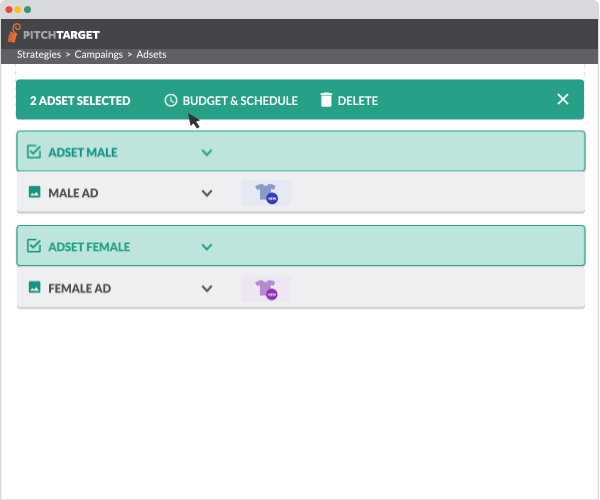 PITCHTARGET
Strategies > Campaings > Adsets
2 ADSET SELECTED BUDGET & SCHEDULE DELETE
ADSET MALE
MALE AD NEW
ADSET FEMALE
FEMALE AD NEW